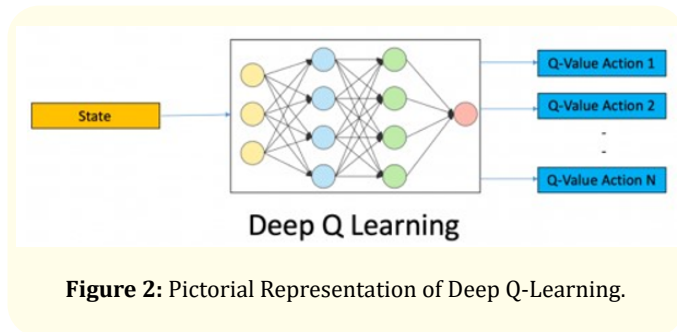 State
Q-Value Action 1
Q-Value Action 2
-
-
Q-Value Action N
Deep Q Learning
Figure 2: Pictorial Representation of Deep Q-Learning.